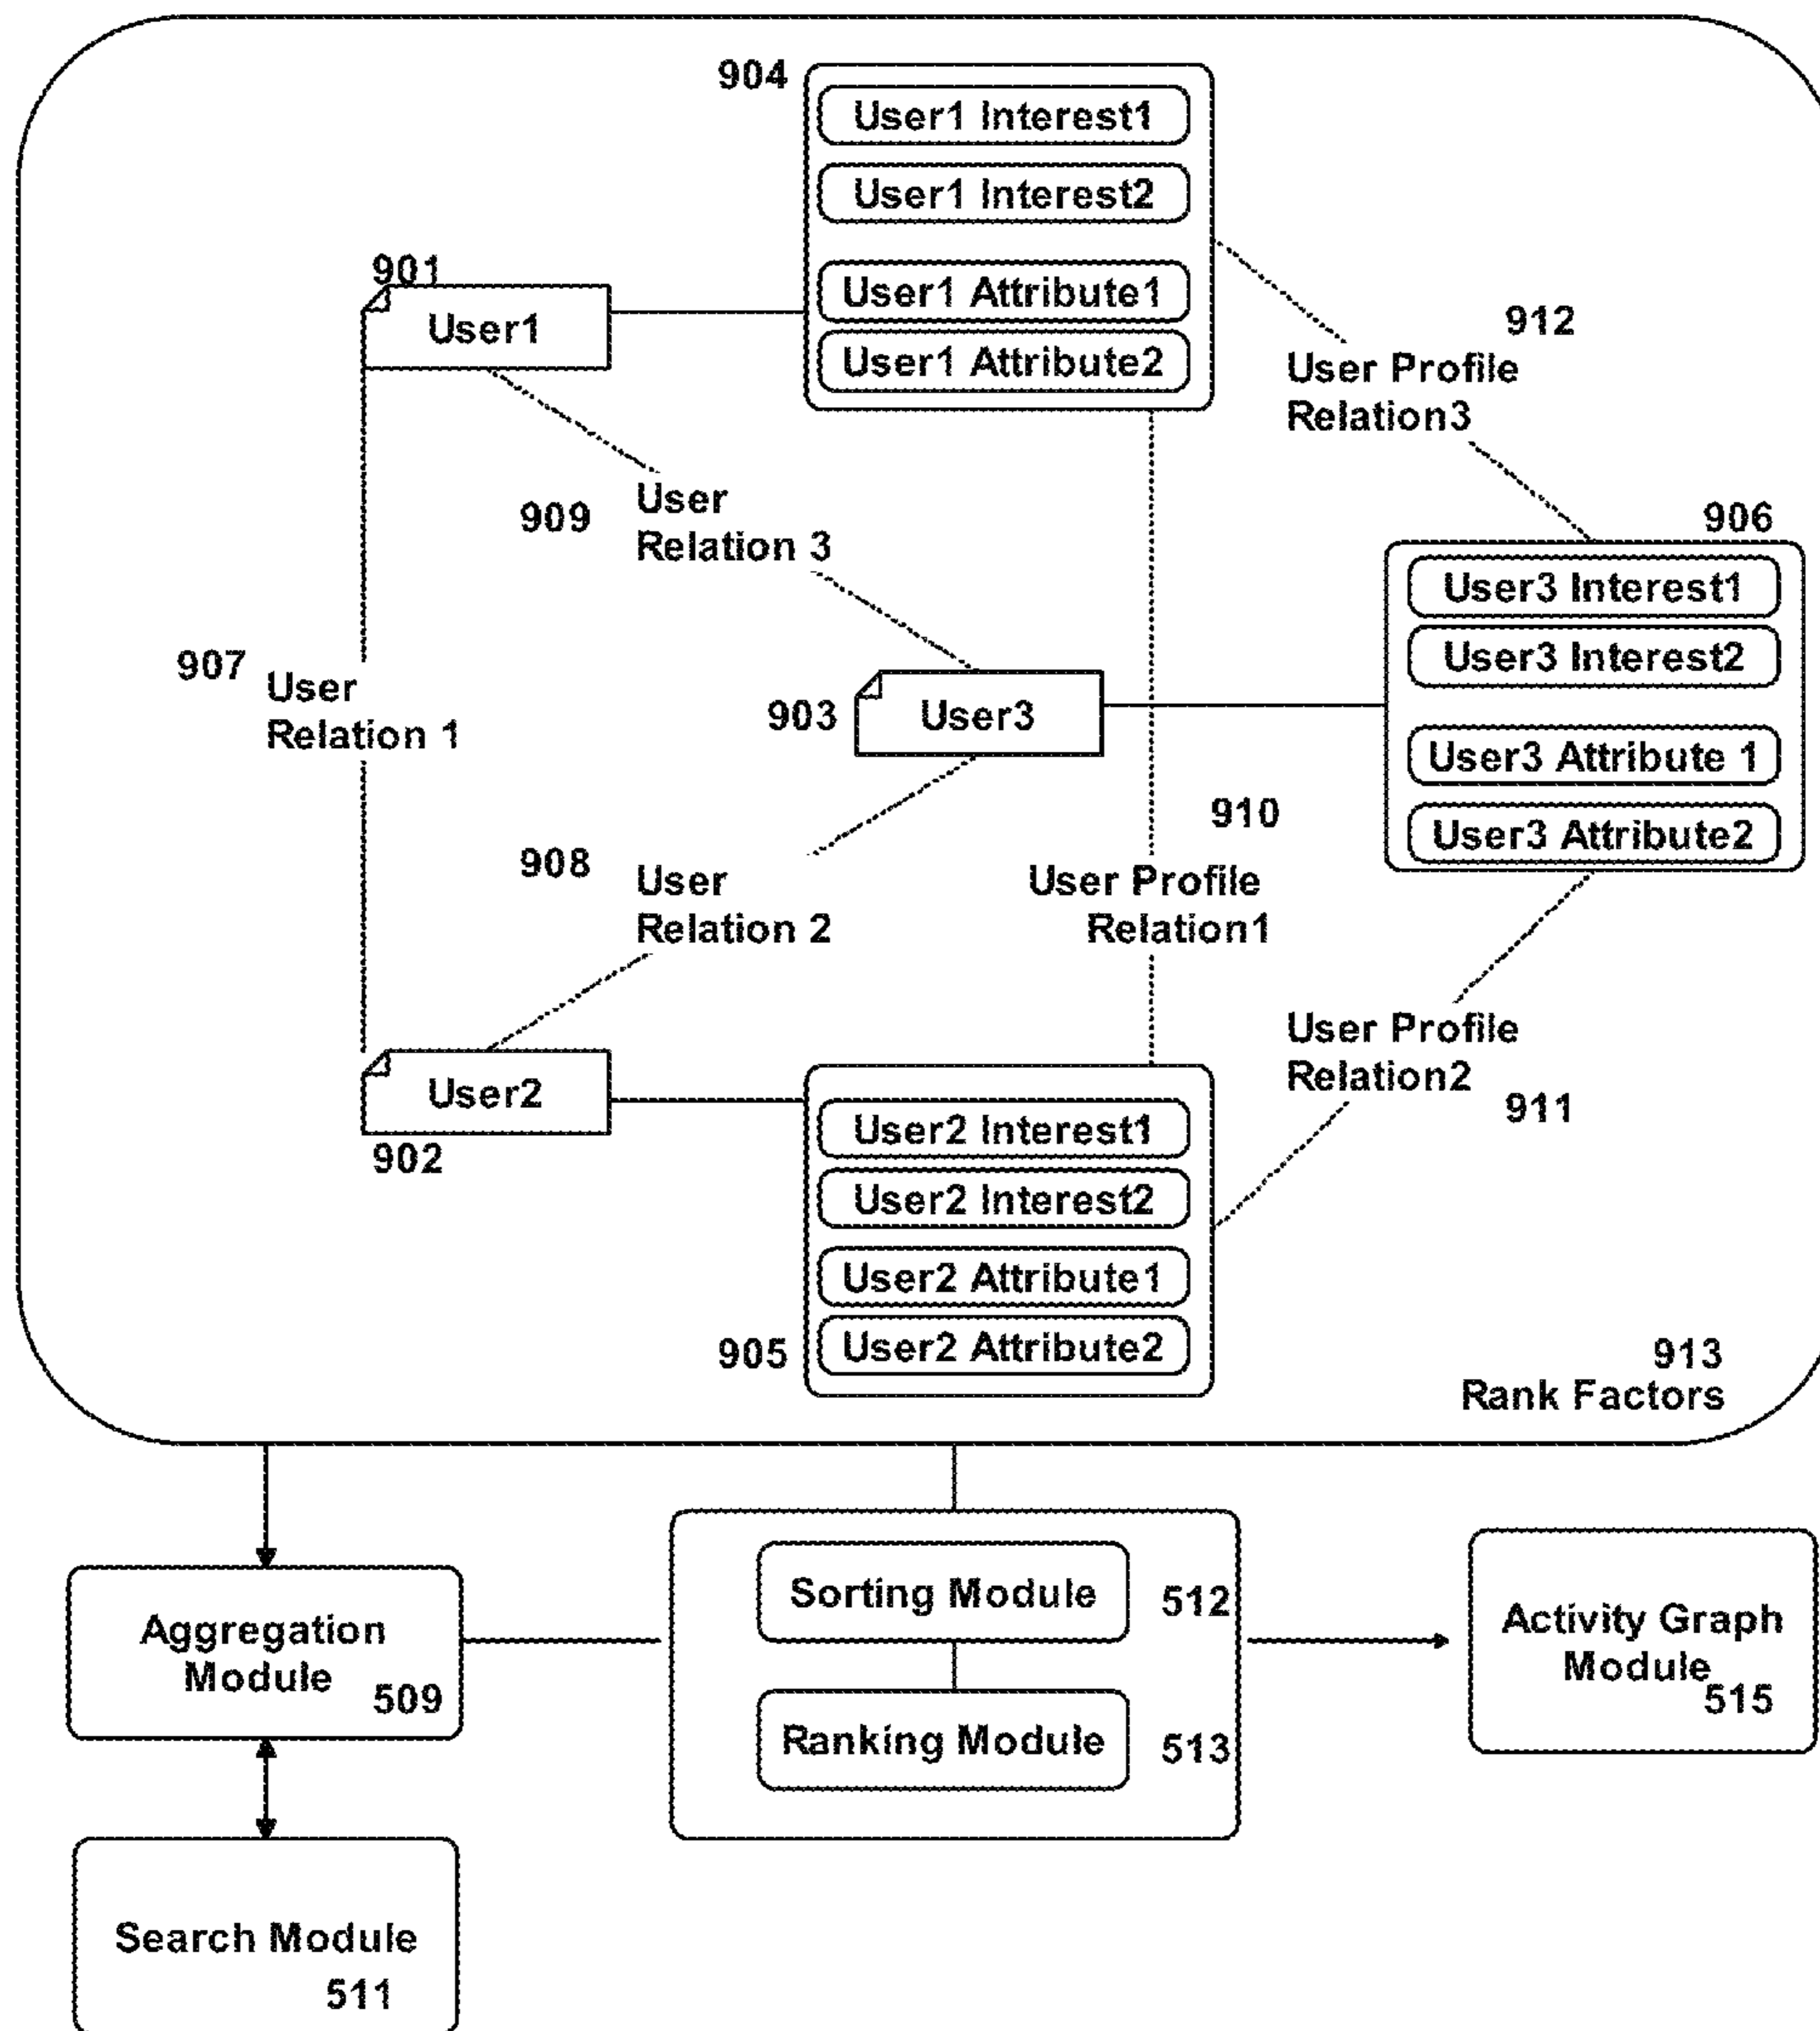 904
User1 Interest1
User1 Interest2
User1 Attribute1
User1 Attribute2
901
User1
912
User Profile
Relation3
909
User
Relation 3
906
User3 Interest1
User3 Interest2
User3 Attribute 1
User3 Attribute2
907
User
Relation 1
903
User3
910
User Profile
Relation1
908
User
Relation 2
User Profile
Relation2
911
User2
902
User2 Interest1
User2 Interest2
User2 Attribute1
User2 Attribute2
905
913
Rank Factors
Aggregation
Module
509
Sorting Module
512
Ranking Module
513
Activity Graph
Module
515
Search Module
511